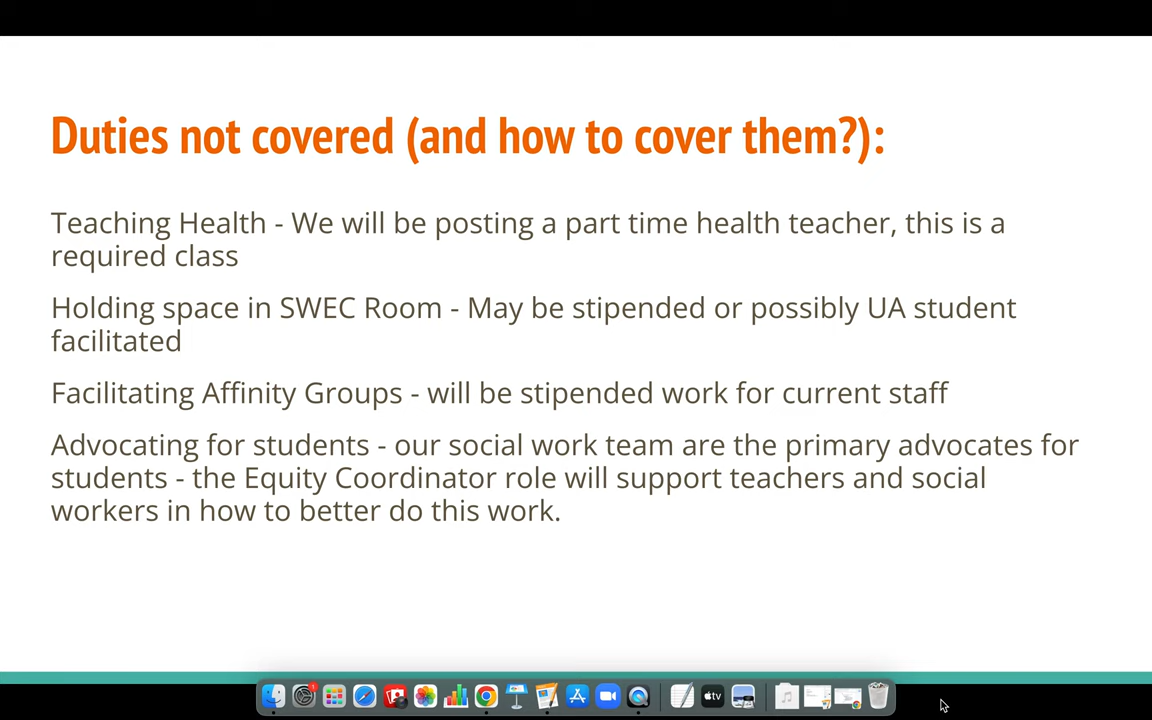 Duties not covered (and how to cover them?):
Teaching Health - We will be posting a part time health teacher, this is a
required class
Holding space in SWEC Room - May be stipended or possibly UA student
facilitated
Facilitating Affinity Groups - will be stipended work for current staff
Advocating for students - our social work team are the primary advocates for
students - the Equity Coordinator role will support teachers and social
workers in how to better do this work.